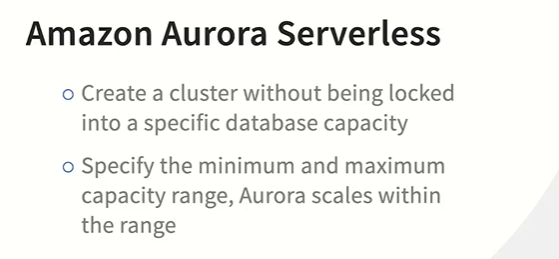 Amazon Aurora Serverless
Create a cluster without being locked
into a specific database capacity
Specify the minimum and maximum
capacity range, Aurora scales within
the range